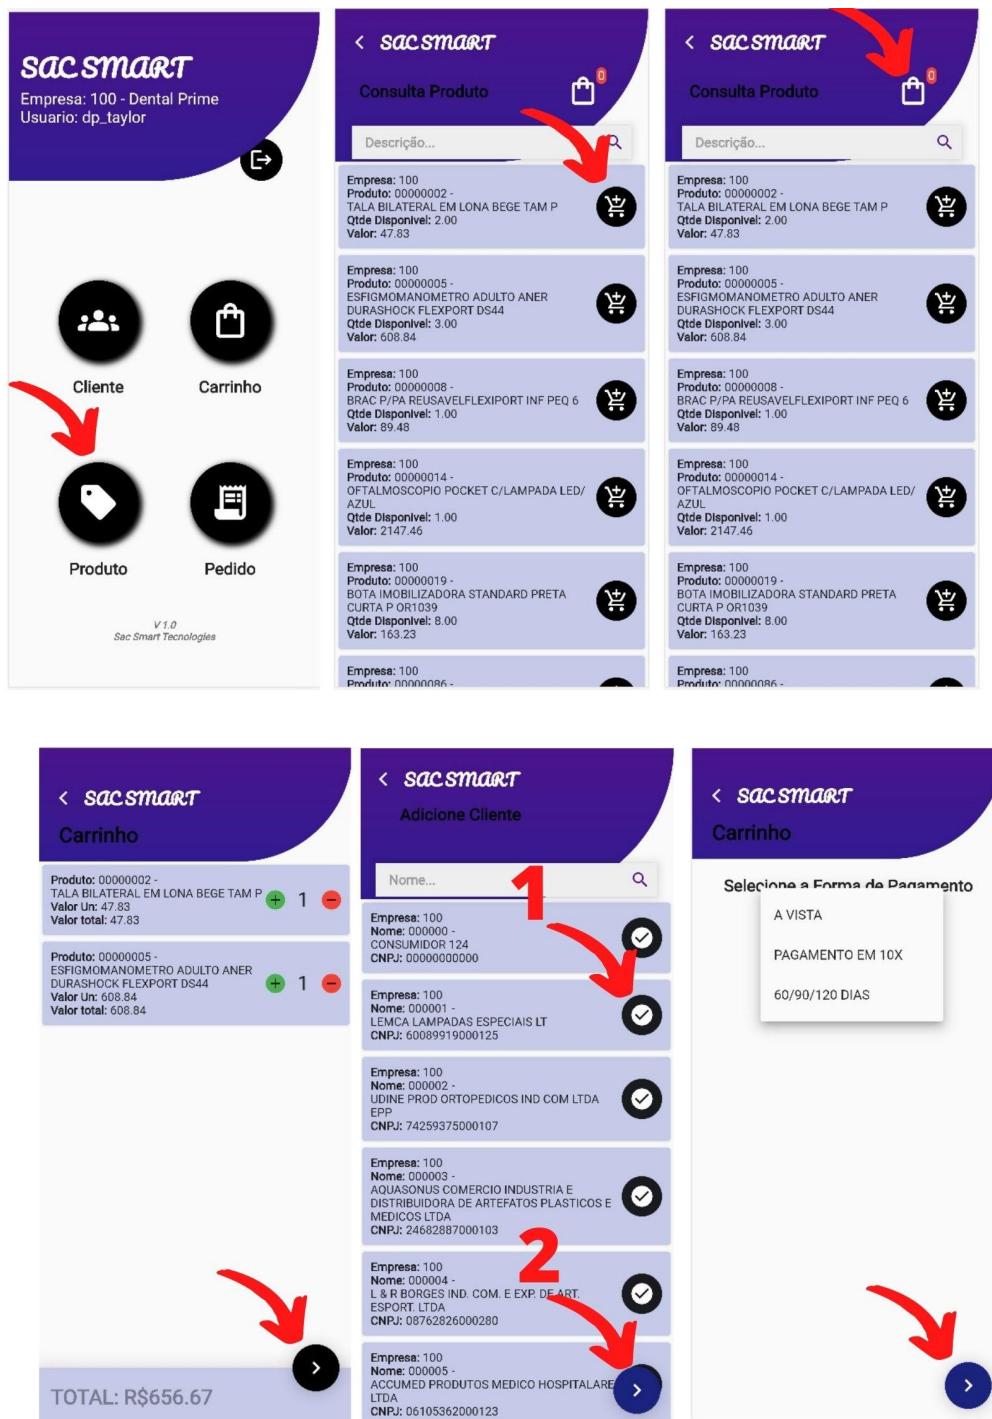 SAC SMART
Empresa: 100 - Dental Prime
Usuario: dp_taylor
Cliente
Carrinho
Produto
Pedido
V 1.0
Sac Smart Tecnologies
SAC SMART
Consulta Produto
0
Descrição...
Empresa: 100
Produto: 00000002 -
TALA BILATERAL EM LONA BEGE TAM P
Qtde Disponivel: 2.00
Valor: 47.83
Empresa: 100
Produto: 00000005 -
ESFIGMOMANOMETRO ADULTO ANER
DURASHOCK FLEXPORT DS44
Qtde Disponivel: 3.00
Valor: 608.84
Empresa: 100
Produto: 00000008 -
BRAC P/PA REUSAVELFLEXIPORT INF PEQ 6
Qtde Disponivel: 1.00
Valor: 89.48
Empresa: 100
Produto: 00000014 -
OFTALMOSCOPIO POCKET C/LAMPADA LED/
AZUL
Qtde Disponivel: 1.00
Valor: 2147.46
Empresa: 100
Produto: 00000019 -
BOTA IMOBILIZADORA STANDARD PRETA
CURTA P OR1039
Qtde Disponivel: 8.00
Valor: 163.23
Empresa: 100
Produto: 00000086 -
SAC SMART
Consulta Produto
0
Descrição...
Empresa: 100
Produto: 00000002 -
TALA BILATERAL EM LONA BEGE TAM P
Qtde Disponivel: 2.00
Valor: 47.83
Empresa: 100
Produto: 00000005 -
ESFIGMOMANOMETRO ADULTO ANER
DURASHOCK FLEXPORT DS44
Qtde Disponivel: 3.00
Valor: 608.84
Empresa: 100
Produto: 00000008 -
BRAC P/PA REUSAVELFLEXIPORT INF PEQ 6
Qtde Disponivel: 1.00
Valor: 89.48
Empresa: 100
Produto: 00000014 -
OFTALMOSCOPIO POCKET C/LAMPADA LED/
AZUL
Qtde Disponivel: 1.00
Valor: 2147.46
Empresa: 100
Produto: 00000019 -
BOTA IMOBILIZADORA STANDARD PRETA
CURTA P OR1039
Qtde Disponivel: 8.00
Valor: 163.23
Empresa: 100
Produto: 00000086 -
SAC SMART
Carrinho
Produto: 00000002 -
TALA BILATERAL EM LONA BEGE TAM P
Valor Un: 47.83
Valor total: 47.83
1
Produto: 00000005 -
ESFIGMOMANOMETRO ADULTO ANER
DURASHOCK FLEXPORT DS44
Valor Un: 608.84
Valor total: 608.84
1
TOTAL: R$656.67
SAC SMART
Adicione Cliente
Nome...
1
Empresa: 100
Nome: 000000 -
CONSUMIDOR 124
CNPJ: 00000000000
Empresa: 100
Nome: 000001 -
LEMCA LAMPADAS ESPECIAIS LT
CNPJ: 60089919000125
Empresa: 100
Nome: 000002 -
UDINE PROD ORTOPEDICOS IND COM LTDA
EPP
CNPJ: 74259375000107
Empresa: 100
Nome: 000003 -
AQUASONUS COMERCIO INDUSTRIA E
DISTRIBUIDORA DE ARTEFATOS PLASTICOS E
MEDICOS LTDA
CNPJ: 24682887000103
2
Empresa: 100
Nome: 000004 -
L & R BORGES IND. COM. E EXP. DE ART.
ESPORT. LTDA
CNPJ: 08762826000280
Empresa: 100
Nome: 000005 -
ACCUMED PRODUTOS MEDICO HOSPITALARE
LTDA
CNPJ: 06105362000123
SAC SMART
Carrinho
Selecione a Forma de Pagamento
A VISTA
PAGAMENTO EM 10X
60/90/120 DIAS